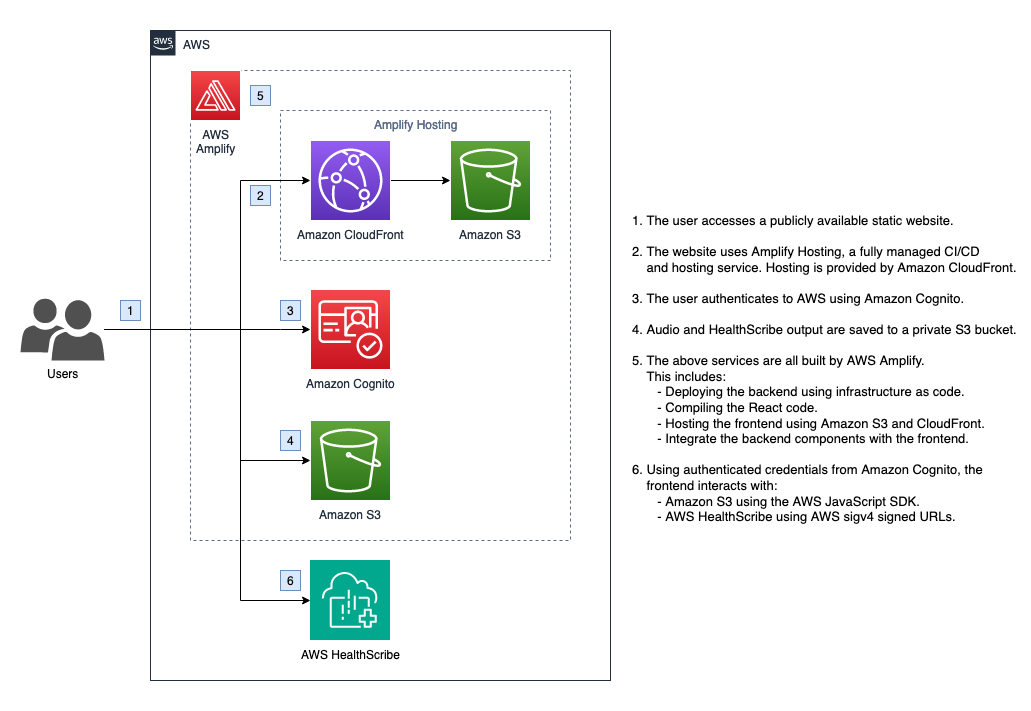 aws
AWS
5
AWS
Amplify
Amplify Hosting
2
Amazon CloudFront
Amazon S3
1
Users
3
Amazon Cognito
4
Amazon S3
6
AWS HealthScribe
1. The user accesses a publicly available static website.
2. The website uses Amplify Hosting, a fully managed CI/CD
and hosting service. Hosting is provided by Amazon CloudFront.
3. The user authenticates to AWS using Amazon Cognito.
4. Audio and HealthScribe output are saved to a private S3 bucket.
5. The above services are all built by AWS Amplify.
This includes:
- Deploying the backend using infrastructure as code.
- Compiling the React code.
- Hosting the frontend using Amazon S3 and CloudFront.
- Integrate the backend components with the frontend.
6. Using authenticated credentials from Amazon Cognito, the
frontend interacts with:
- Amazon S3 using the AWS JavaScript SDK.
- AWS HealthScribe using AWS sigv4 signed URLs.